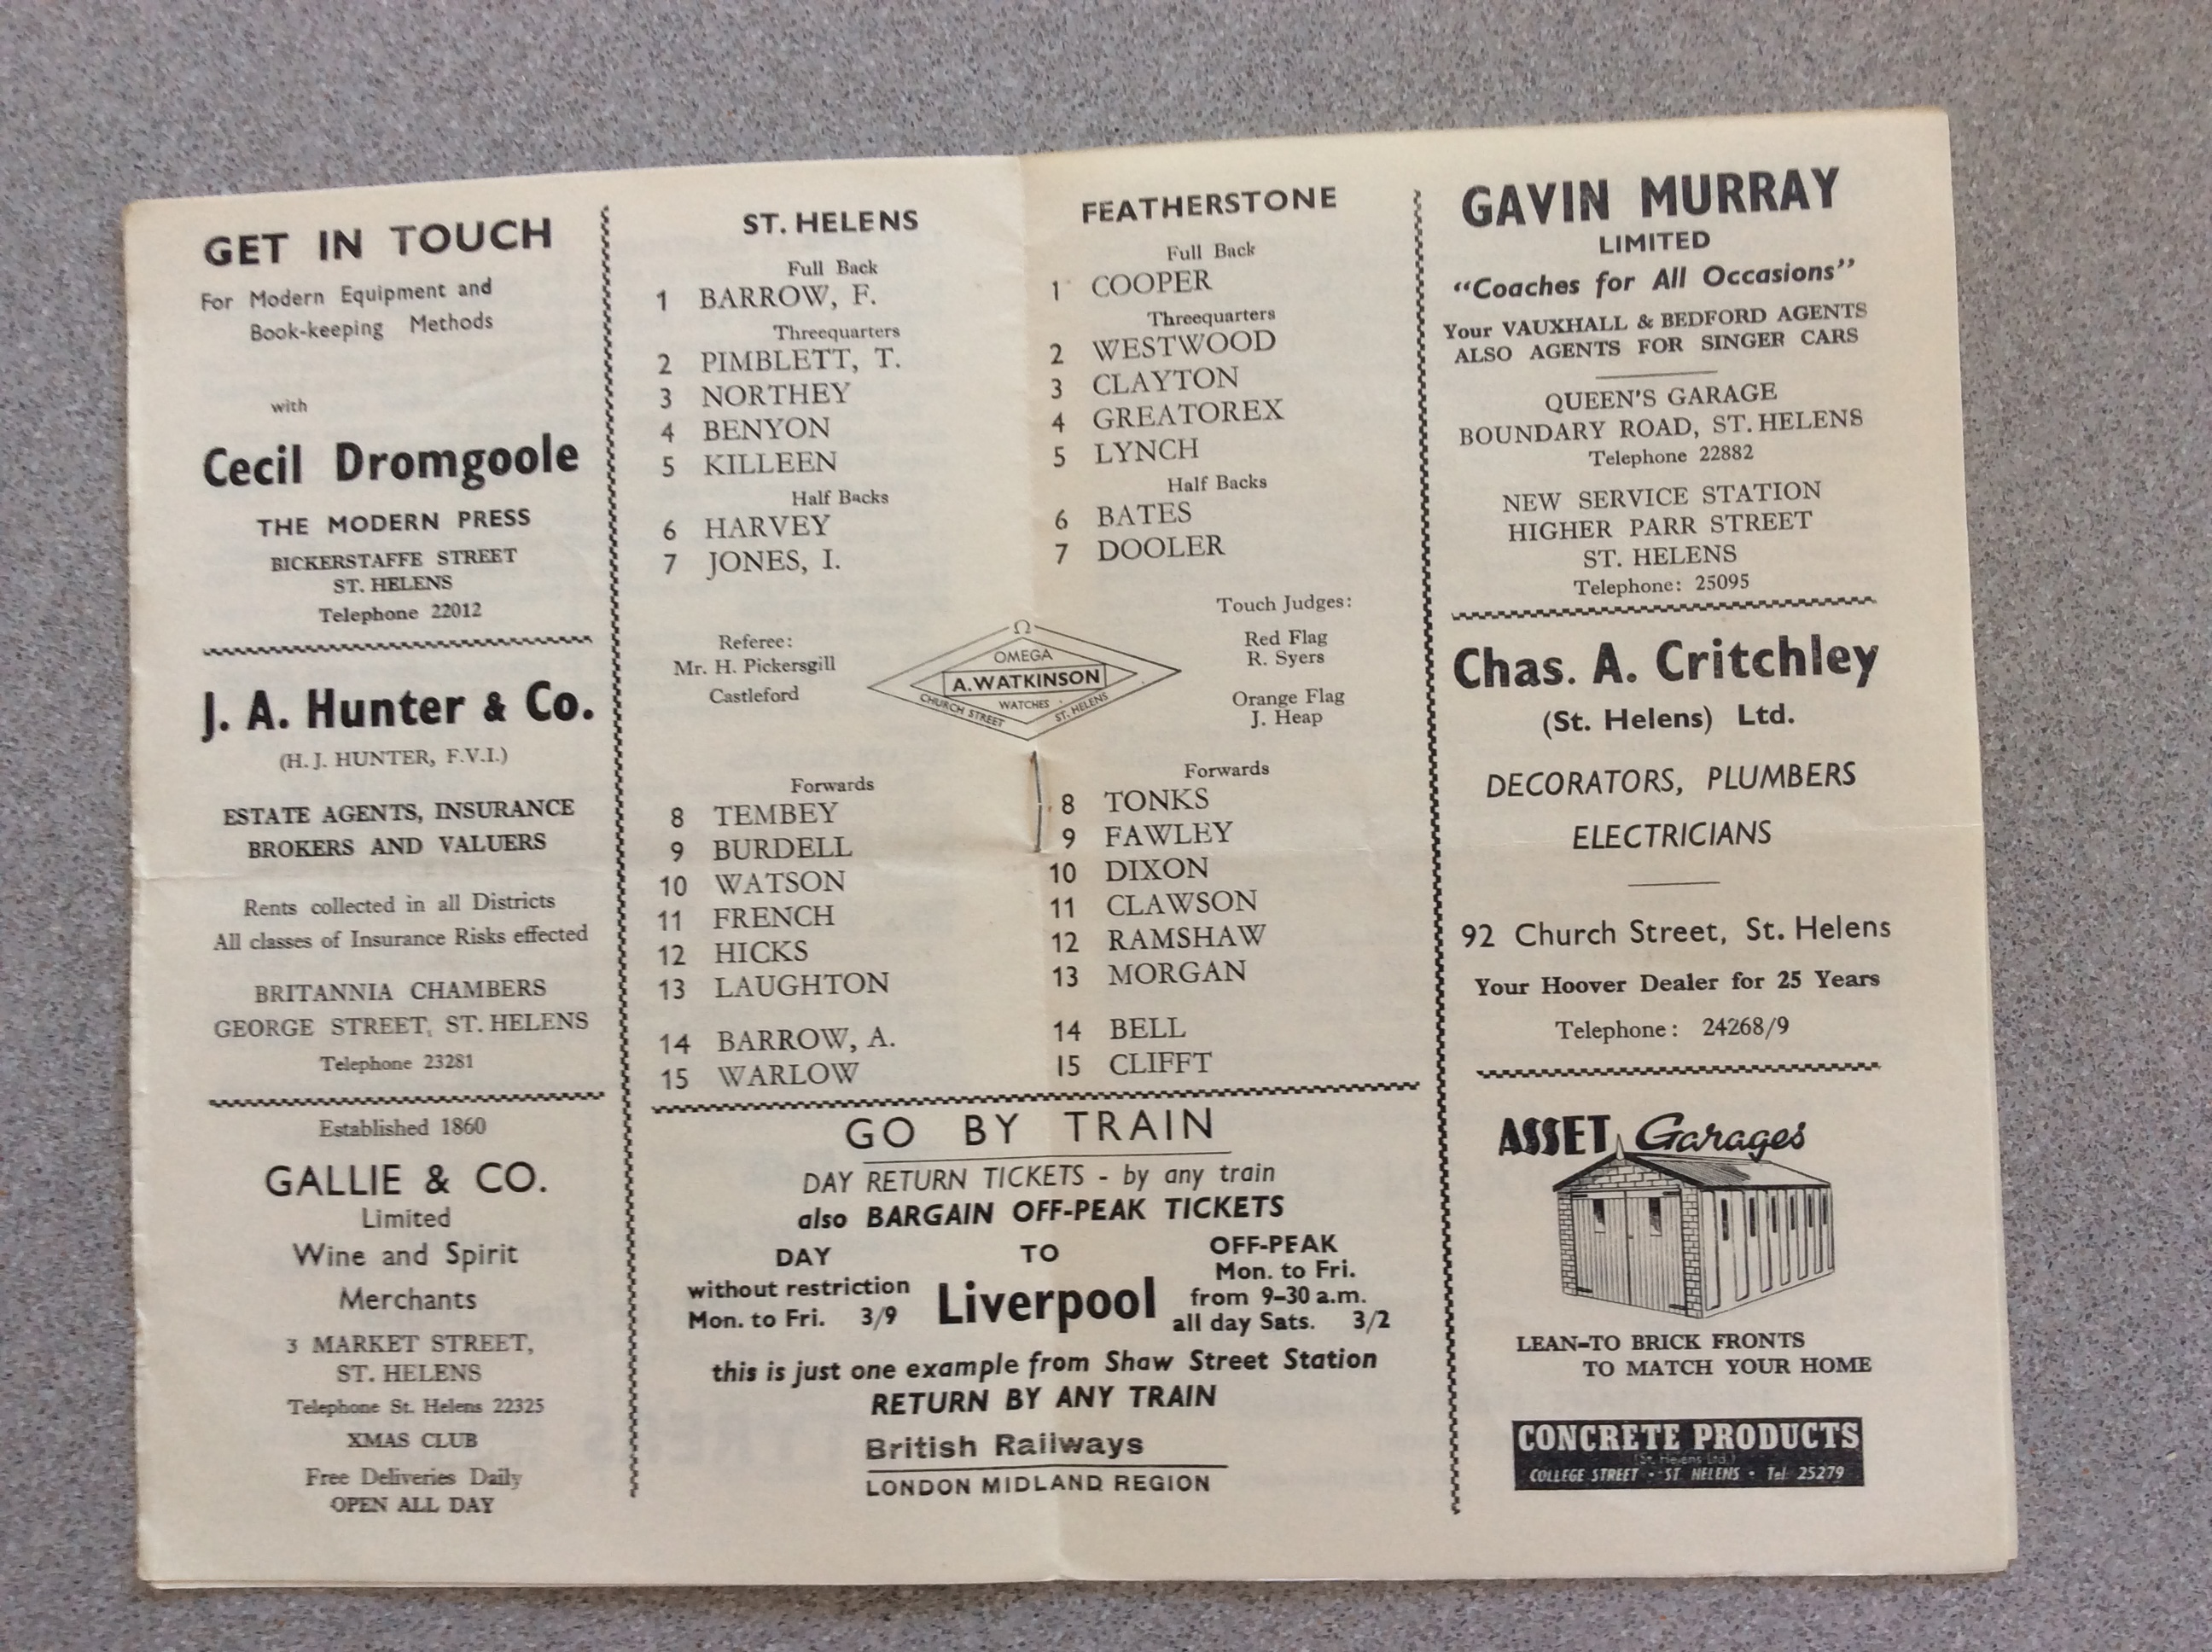 GET IN TOUCH
For Modern Equipment and
Book-keeping Methods
with
Cecil Dromgoole
THE MODERN PRESS
BICKERSTAFFE STREET
ST. HELENS
Telephone 22012
J. A. Hunter & Co.
(H. J. HUNTER, F.V.I.)
ESTATE AGENTS, INSURANCE
BROKERS AND VALUERS
Rents collected in all Districts
All classes of Insurance Risks effected
BRITANNIA CHAMBERS
GEORGE STREET, ST. HELENS
Telephone 23281
Established 1860
GALLIE & CO.
Limited
Wine and Spirit
Merchants
3 MARKET STREET,
ST. HELENS
Telephone St. Helens 22325
XMAS CLUB
Free Deliveries Daily
OPEN ALL DAY
ST. HELENS
Full Back
1 BARROW, F.
Threequarters
2 PIMBLETT, T.
3 NORTHEY
4 BENYON
5 KILLEEN
Half Backs
6 HARVEY
7 JONES, I.
Referee:
Mr. H. Pickersgill
Castleford
Forwards
8 TEMBEY
9 BURDELL
10 WATSON
11 FRENCH
12 HICKS
13 LAUGHTON
14 BARROW, A.
15 WARLOW
Ω
OMEGA
A. WATKINSON
WATCHES
CHURCH STREET ST. HELENS
FEATHERSTONE
Full Back
1 COOPER
Threequarters
2 WESTWOOD
3 CLAYTON
4 GREATOREX
5 LYNCH
Half Backs
6 BATES
7 DOOLER
Touch Judges:
Red Flag
R. Syers
Orange Flag
J. Heap
Forwards
8 TONKS
9 FAWLEY
10 DIXON
11 CLAWSON
12 RAMSHAW
13 MORGAN
14 BELL
15 CLIFFT
GO BY TRAIN
DAY RETURN TICKETS - by any train
also BARGAIN OFF-PEAK TICKETS
DAY
without restriction
Mon. to Fri. 3/9
TO
Liverpool
OFF-PEAK
Mon. to Fri.
from 9-30 a.m.
all day Sats. 3/2
this is just one example from Shaw Street Station
RETURN BY ANY TRAIN
British Railways
LONDON MIDLAND REGION
GAVIN MURRAY
LIMITED
"Coaches for All Occasions"
Your VAUXHALL & BEDFORD AGENTS
ALSO AGENTS FOR SINGER CARS
QUEEN'S GARAGE
BOUNDARY ROAD, ST. HELENS
Telephone 22882
NEW SERVICE STATION
HIGHER PARR STREET
ST. HELENS
Telephone: 25095
Chas. A. Critchley
(St. Helens) Ltd.
DECORATORS, PLUMBERS
ELECTRICIANS
92 Church Street, St. Helens
Your Hoover Dealer for 25 Years
Telephone: 24268/9
ASSET Garages
LEAN-TO BRICK FRONTS
TO MATCH YOUR HOME
CONCRETE PRODUCTS
(St. Helens Ltd.)
COLLEGE STREET • ST. HELENS • Tel. 25279